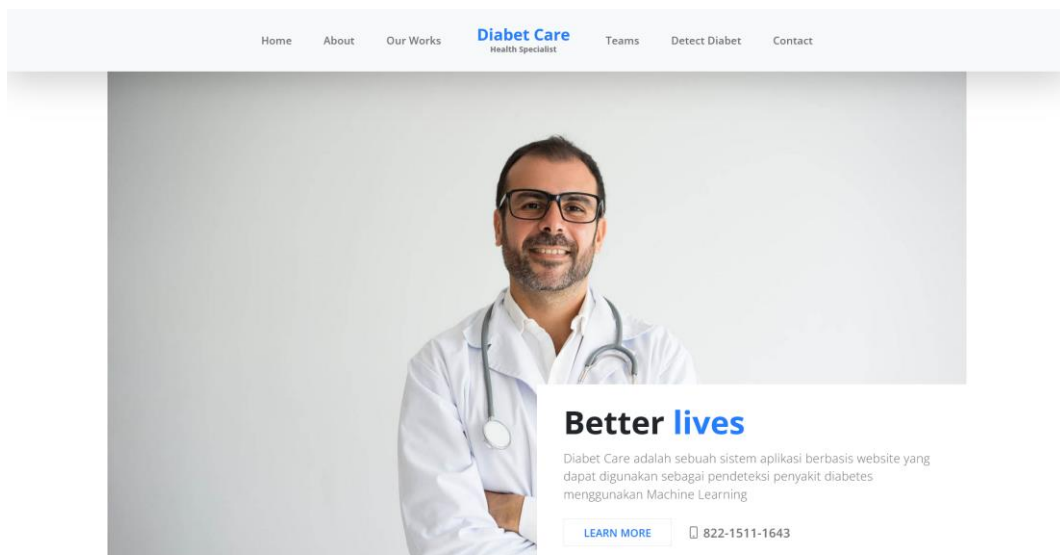 Home About Our Works Diabet Care Teams Detect Diabet Contact
Health Specialist
Better lives
Diabet Care adalah sebuah sistem aplikasi berbasis website yang
dapat digunakan sebagai pendeteksi penyakit diabetes
menggunakan Machine Learning
LEARN MORE 822-1511-1643